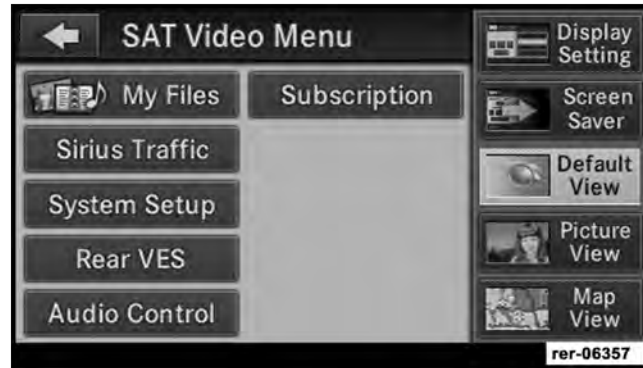 SAT Video Menu
My Files
Subscription
Sirius Traffic
System Setup
Rear VES
Audio Control
Display
Setting
Screen
Saver
Default
View
Picture
View
Map
View
rer-06357